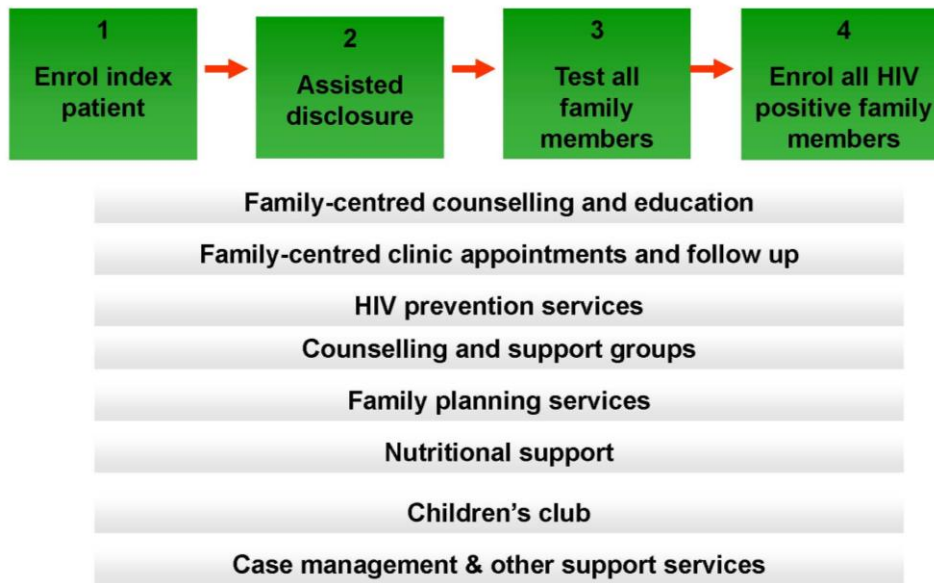 1
Enrol index
patient
2
Assisted
disclosure
3
Test all
family
members
4
Enrol all HIV
positive family
members
Family-centred counselling and education
Family-centred clinic appointments and follow up
HIV prevention services
Counselling and support groups
Family planning services
Nutritional support
Children’s club
Case management & other support services